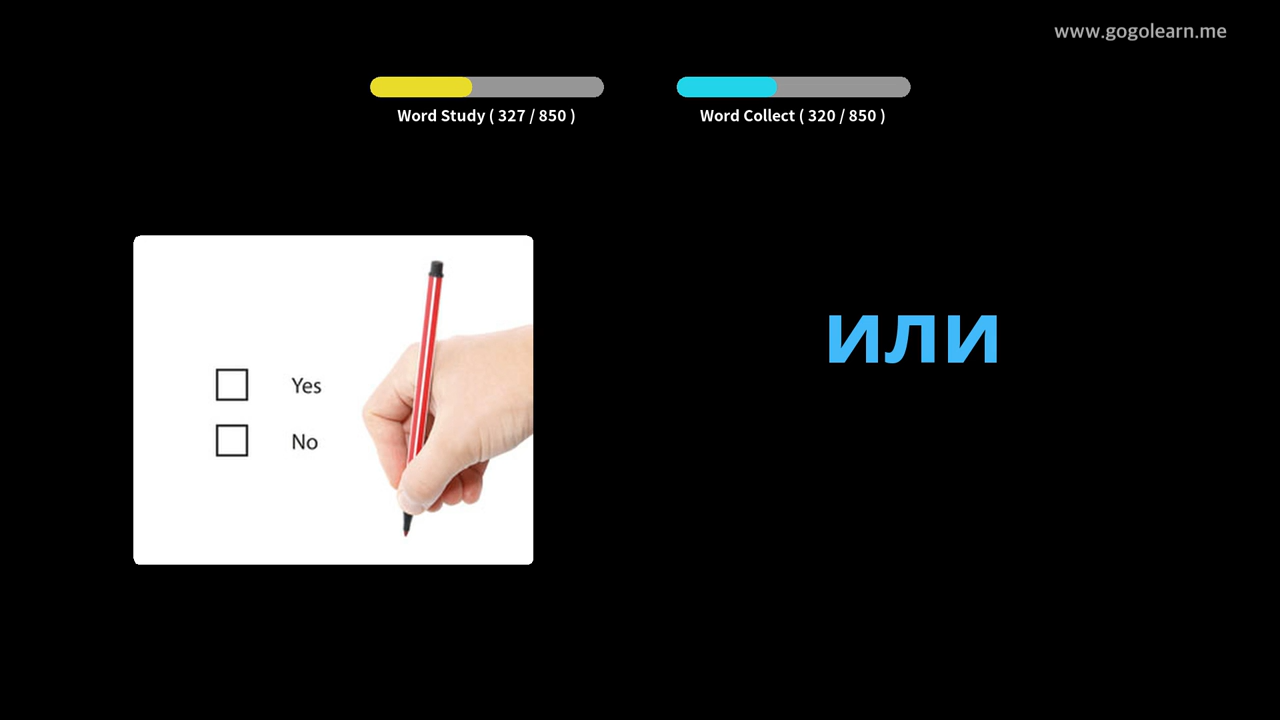 www.gogolearn.me
Word Study ( 327 / 850 )
Word Collect ( 320 / 850 )
или
Yes
No